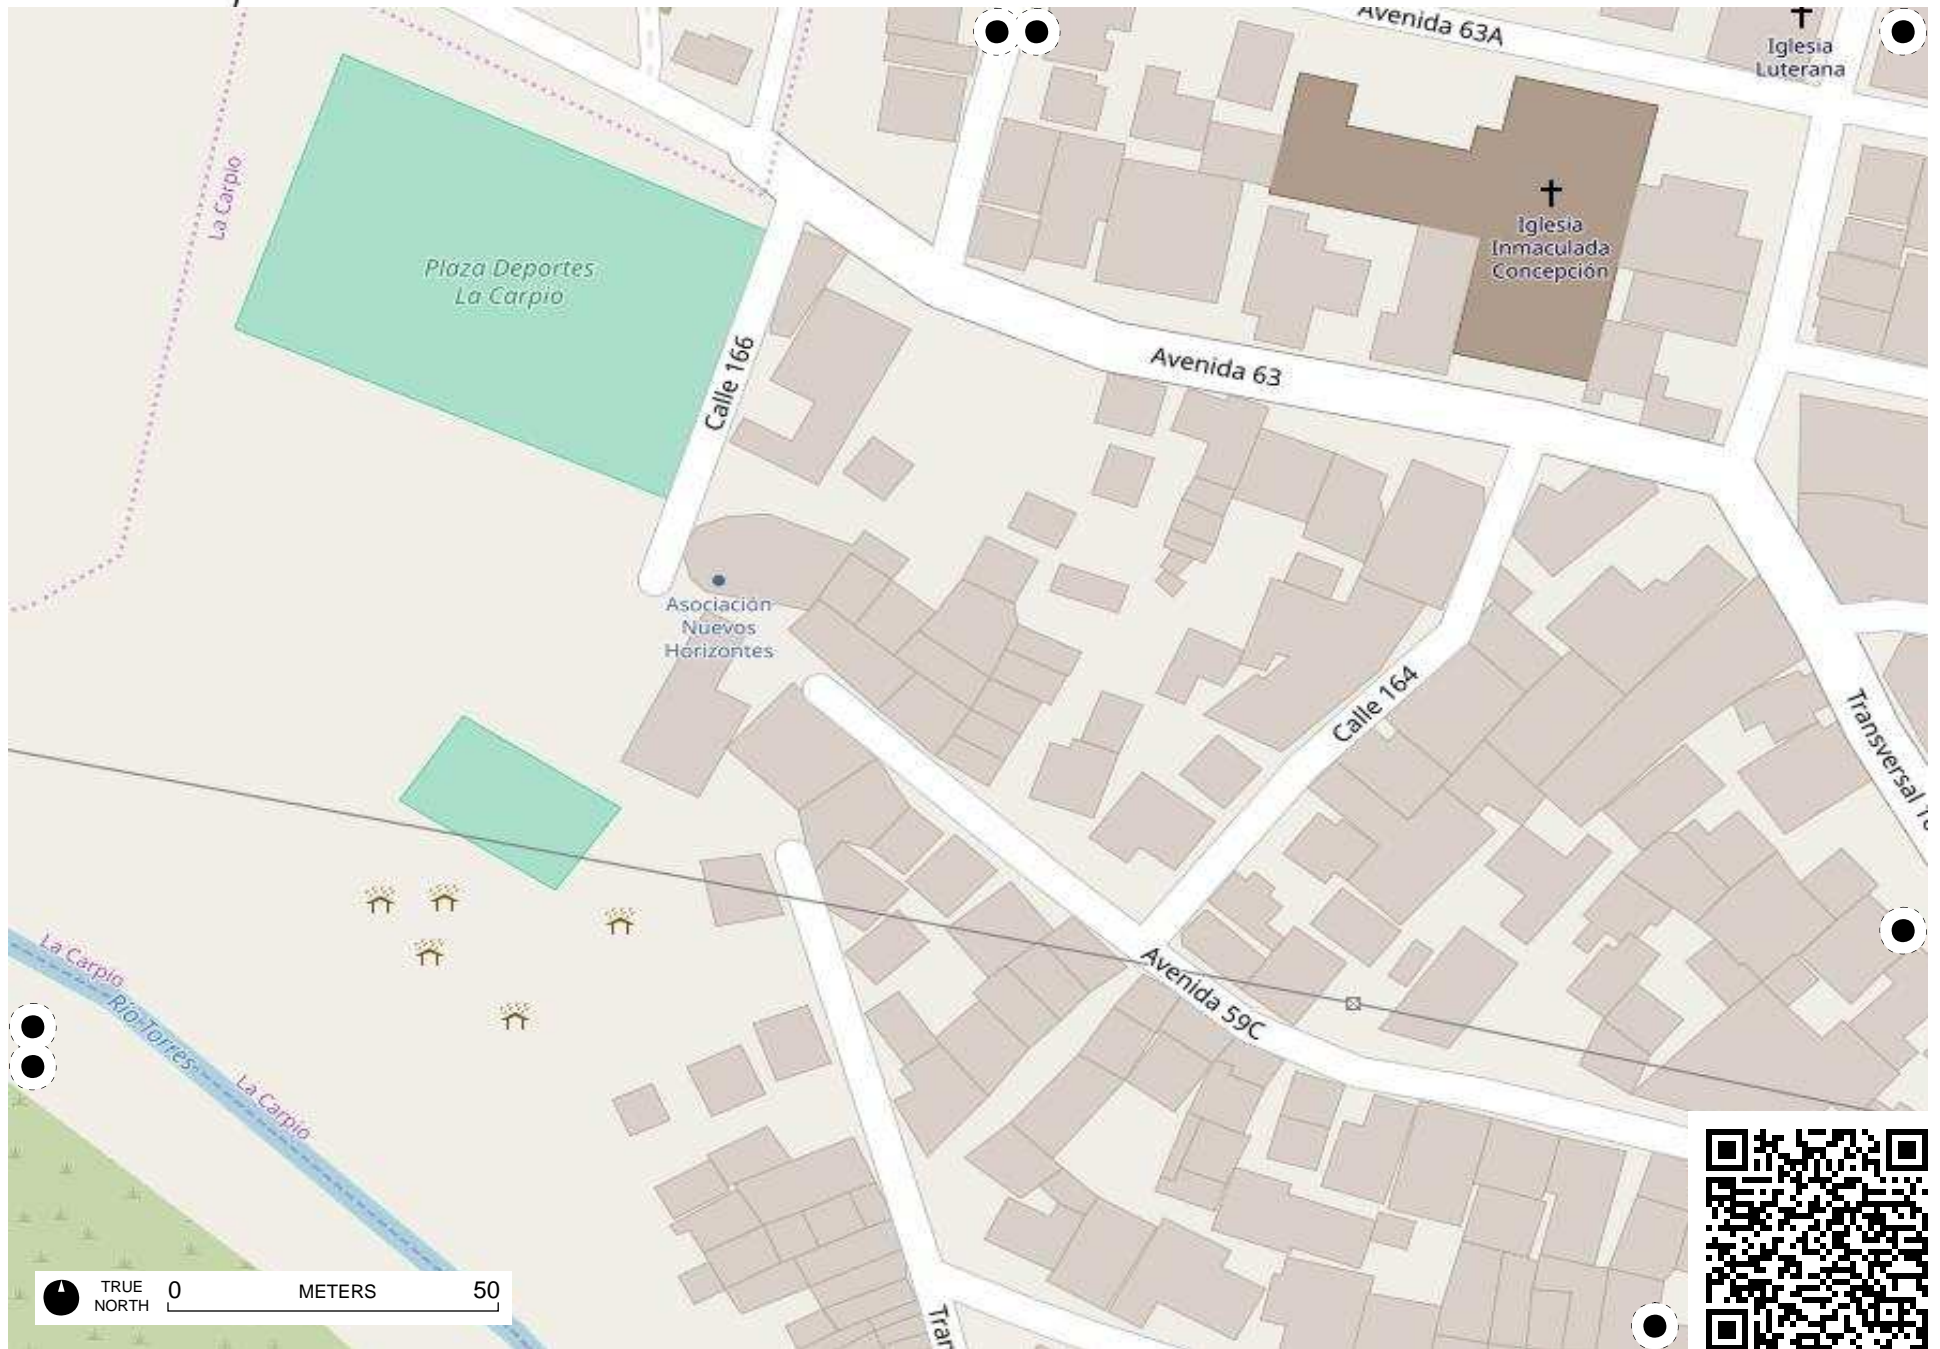 Avenida 63A
Iglesia
Luterana
La Carpio
Iglesia
Inmaculada
Concepción
Plaza Deportes
La Carpio
Calle 166
Avenida 63
Asociación
Nuevos
Horizontes
Calle 164
Transversal
La Carpio
Río Torres
Avenida 59C
La Carpio
TRUE
NORTH
0 METERS 50